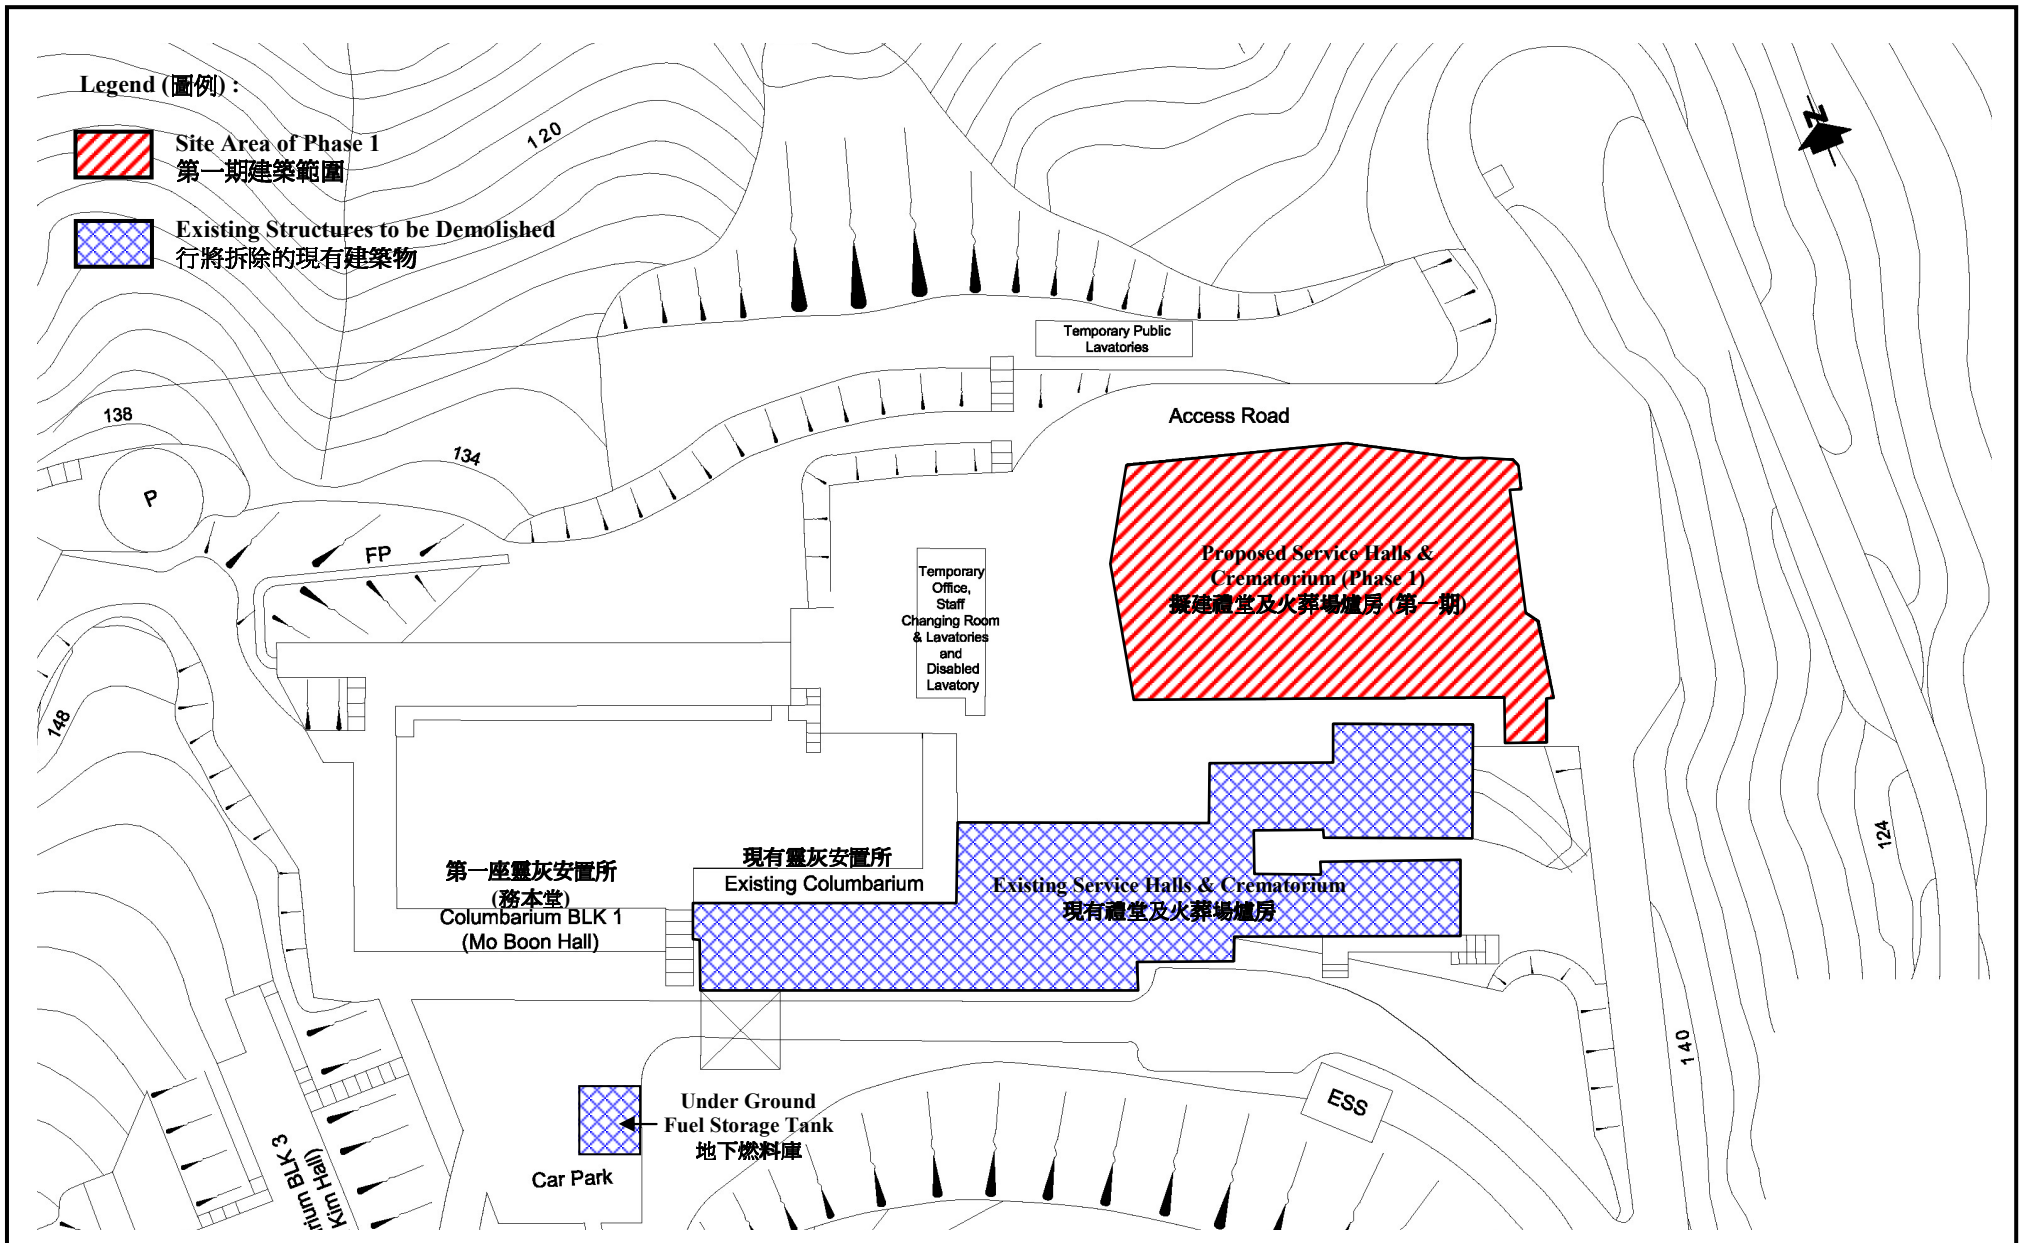 Legend (圖例) :
Site Area of Phase 1
第一期建築範圍
Existing Structures to be Demolished
行將拆除的現有建築物
120
N
Temporary Public
Lavatories
Access Road
138
134
P
FP
148
Temporary
Office,
Staff
Changing Room
& Lavatories
and
Disabled
Lavatory
Proposed Service Halls &
Crematorium (Phase 1)
擬建禮堂及火葬場爐房 (第一期)
124
第一座靈灰安置所
(務本堂)
Columbarium BLK 1
(Mo Boon Hall)
現有靈灰安置所
Existing Columbarium
Existing Service Halls & Crematorium
現有禮堂及火葬場爐房
140
ESS
Under Ground
Fuel Storage Tank
地下燃料庫
Car Park
rium BLK 3
Kim Hall)